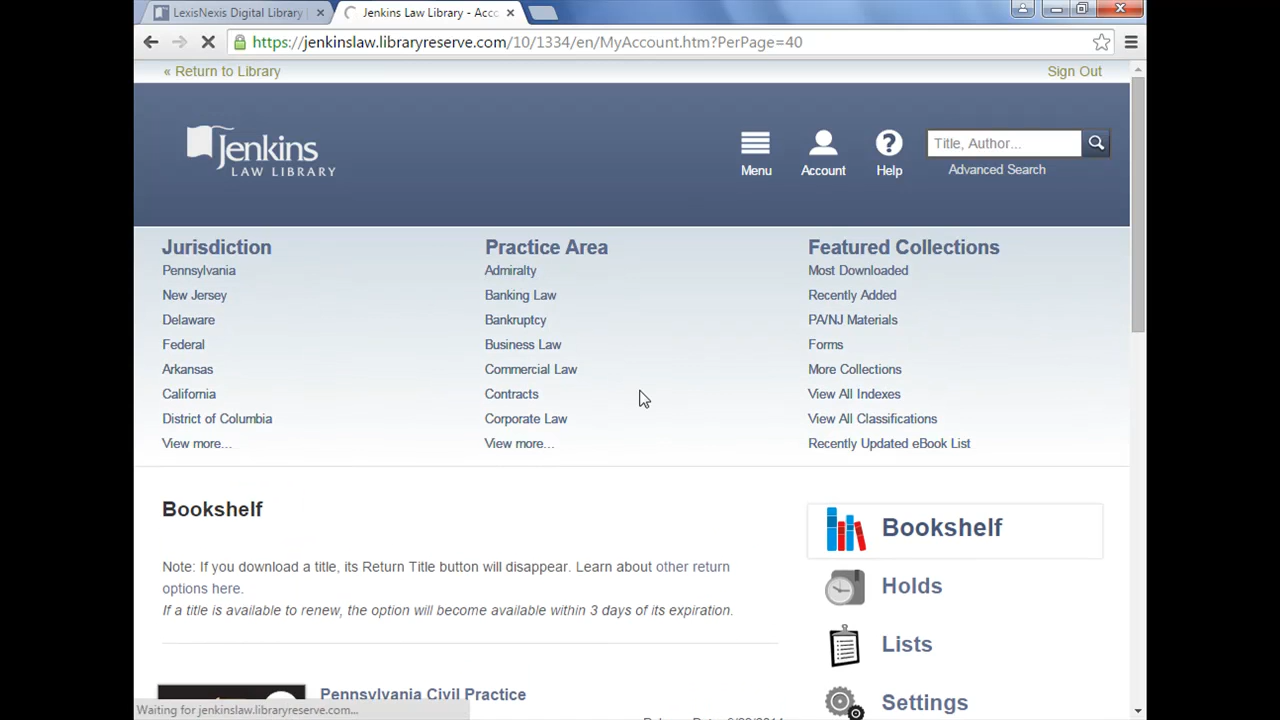 LexisNexis Digital Library
Jenkins Law Library - Acco
https://jenkinslaw.libraryreserve.com/10/1334/en/MyAccount.htm?PerPage=40
« Return to Library
Sign Out
Jenkins
LAW LIBRARY
Menu
Account
Help
Title, Author...
Advanced Search
Jurisdiction
Pennsylvania
New Jersey
Delaware
Federal
Arkansas
California
District of Columbia
View more...
Practice Area
Admiralty
Banking Law
Bankruptcy
Business Law
Commercial Law
Contracts
Corporate Law
View more...
Featured Collections
Most Downloaded
Recently Added
PA/NJ Materials
Forms
More Collections
View All Indexes
View All Classifications
Recently Updated eBook List
Bookshelf
Note: If you download a title, its Return Title button will disappear. Learn about other return
options here.
If a title is available to renew, the option will become available within 3 days of its expiration.
Pennsylvania Civil Practice
Bookshelf
Holds
Lists
Settings
Waiting for jenkinslaw.libraryreserve.com...